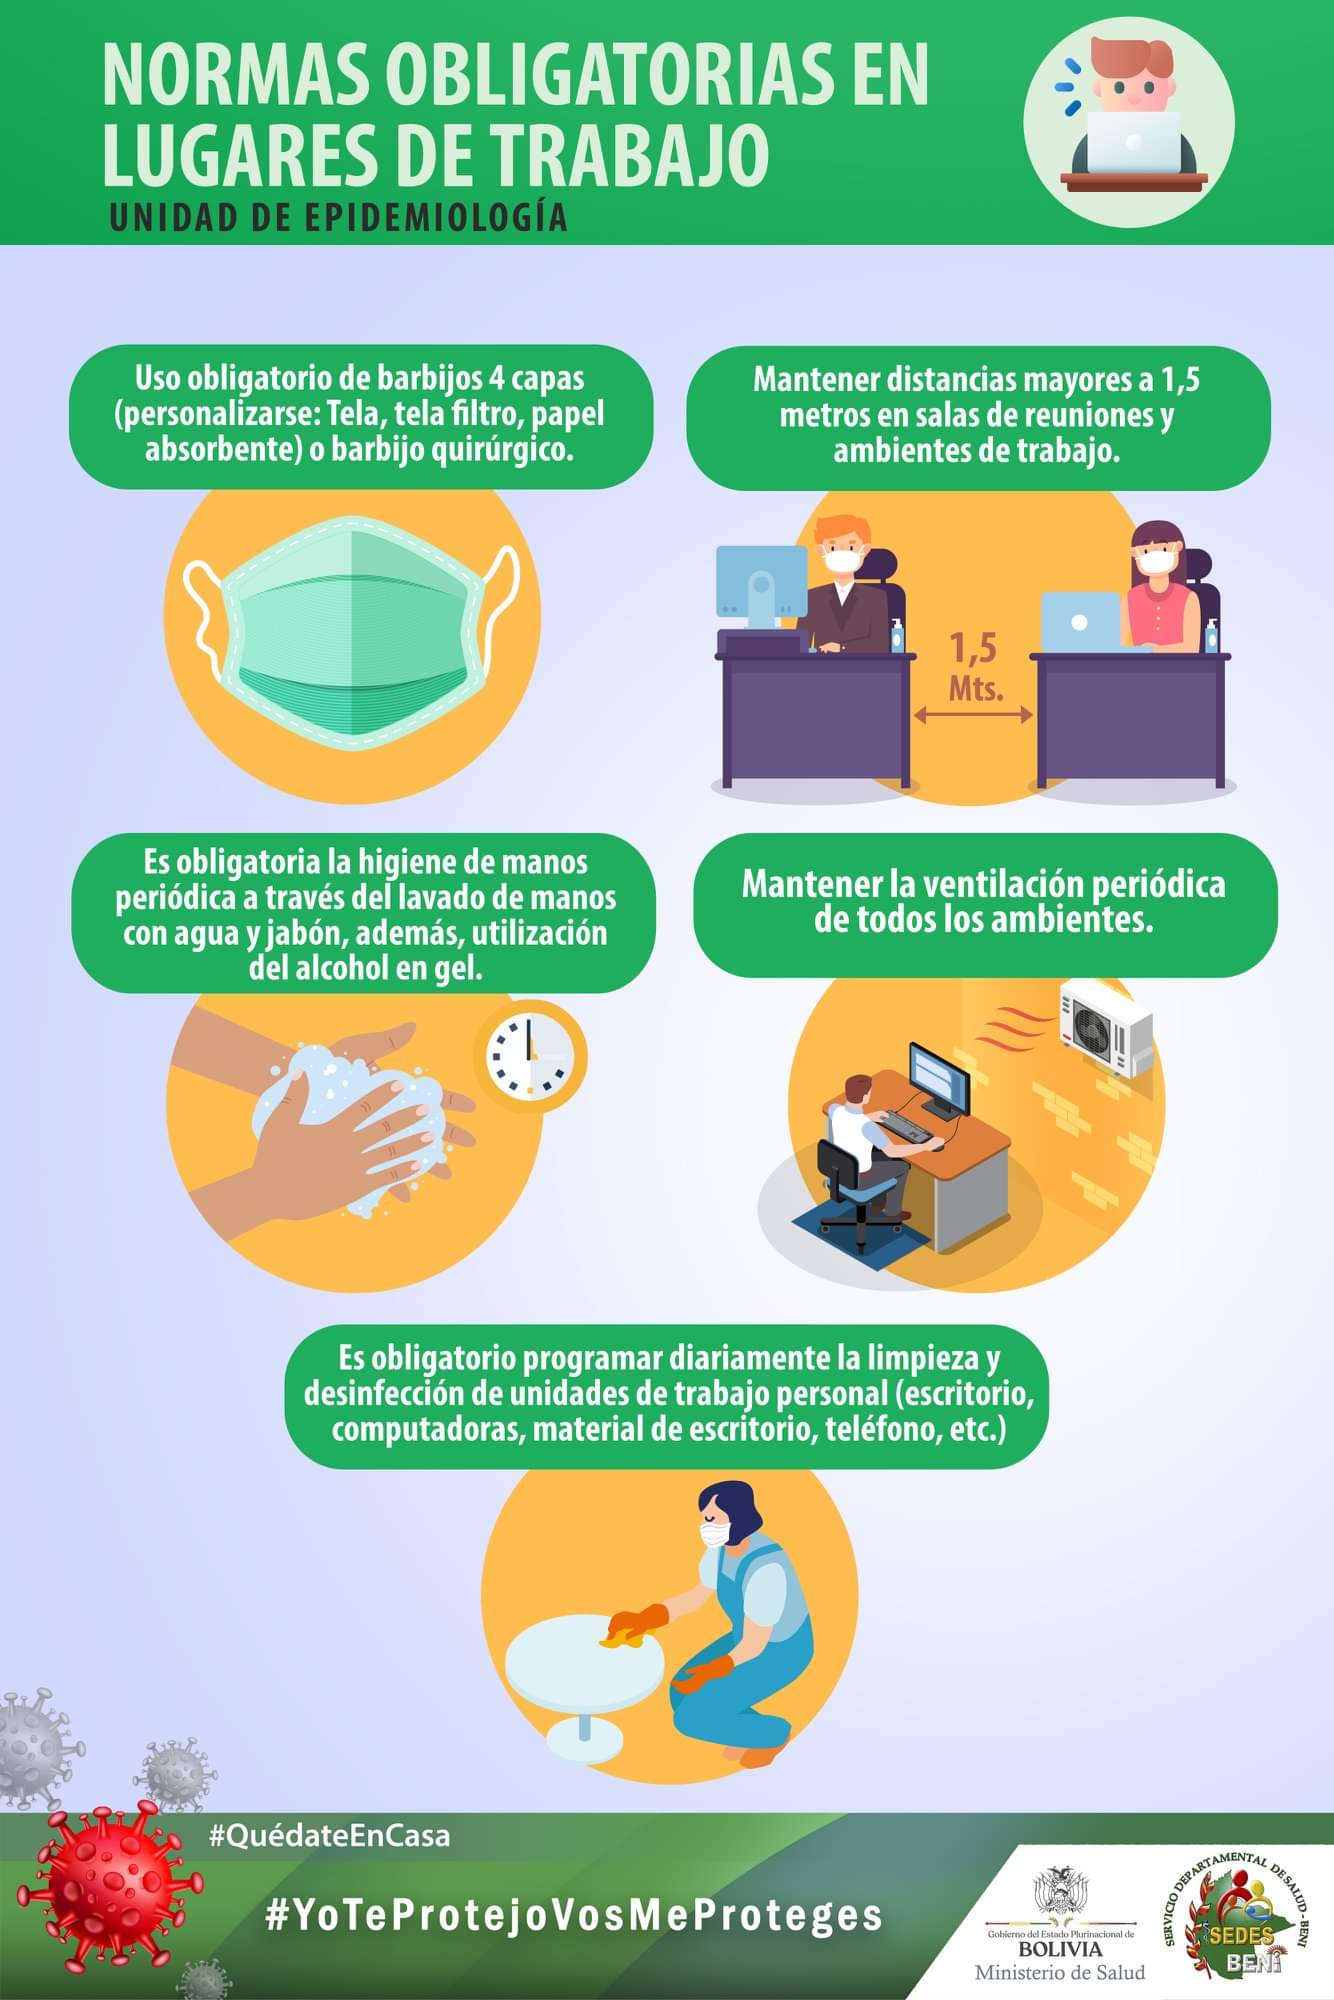 NORMAS OBLIGATORIAS EN
LUGARES DE TRABAJO
UNIDAD DE EPIDEMIOLOGÍA
Uso obligatorio de barbijos 4 capas
(personalizarse: Tela, tela filtro, papel
absorbente) o barbijo quirúrgico.
Mantener distancias mayores a 1,5
metros en salas de reuniones y
ambientes de trabajo.
1,5
Mts.
Es obligatoria la higiene de manos
periódica a través del lavado de manos
con agua y jabón, además, utilización
del alcohol en gel.
Mantener la ventilación periódica
de todos los ambientes.
Es obligatorio programar diariamente la limpieza y
desinfección de unidades de trabajo personal (escritorio,
computadoras, material de escritorio, teléfono, etc.)
#QuédateEnCasa
#YoTeProtejoVosMeProteges
Gobierno del Estado Plurinacional de
BOLIVIA
Ministerio de Salud
SERVICIO DEPARTAMENTAL DE SALUD - BENI
SEDES
BENI